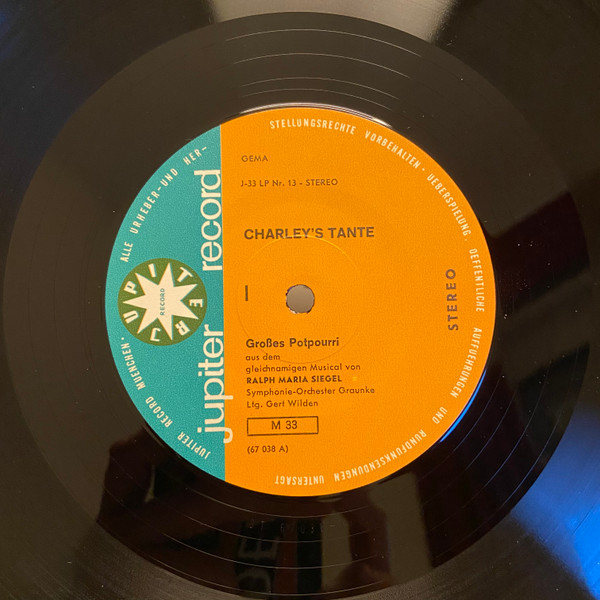 GEMA
J-33 LP Nr. 13 - STEREO
CHARLEY'S TANTE
I
Großes Potpourri
aus dem
gleichnamigen Musical von
RALPH MARIA SIEGEL
Symphonie-Orchester Graunke
Ltg. Gert Wilden
M 33
(67 038 A)
STEREO
jupiter record
JUPITER
RECORD
JUPITER RECORD MUENCHEN · ALLE URHEBER- UND HER-
STELLUNGSRECHTE VORBEHALTEN · UEBERSPIELUNG, OEFFENTLICHE AUFFUEHRUNGEN UND RUNDFUNKSENDUNGEN UNTERSAGT